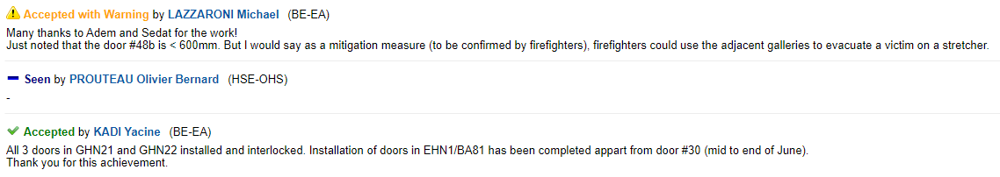 Accepted with Warning by LAZZARONI Michael (BE-EA)
Many thanks to Adem and Sedat for the work!
Just noted that the door #48b is < 600mm. But I would say as a mitigation measure (to be confirmed by firefighters), firefighters could use the adjacent galleries to evacuate a victim on a stretcher.
Seen by PROUTEAU Olivier Bernard (HSE-OHS)
-
Accepted by KADI Yacine (BE-EA)
All 3 doors in GHN21 and GHN22 installed and interlocked. Installation of doors in EHN1/BA81 has been completed appart from door #30 (mid to end of June).
Thank you for this achievement.